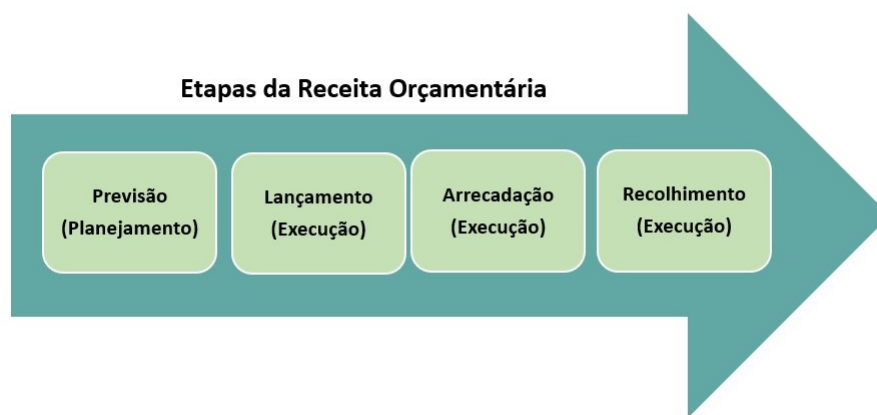 Etapas da Receita Orçamentária
Previsão
(Planejamento)
Lançamento
(Execução)
Arrecadação
(Execução)
Recolhimento
(Execução)